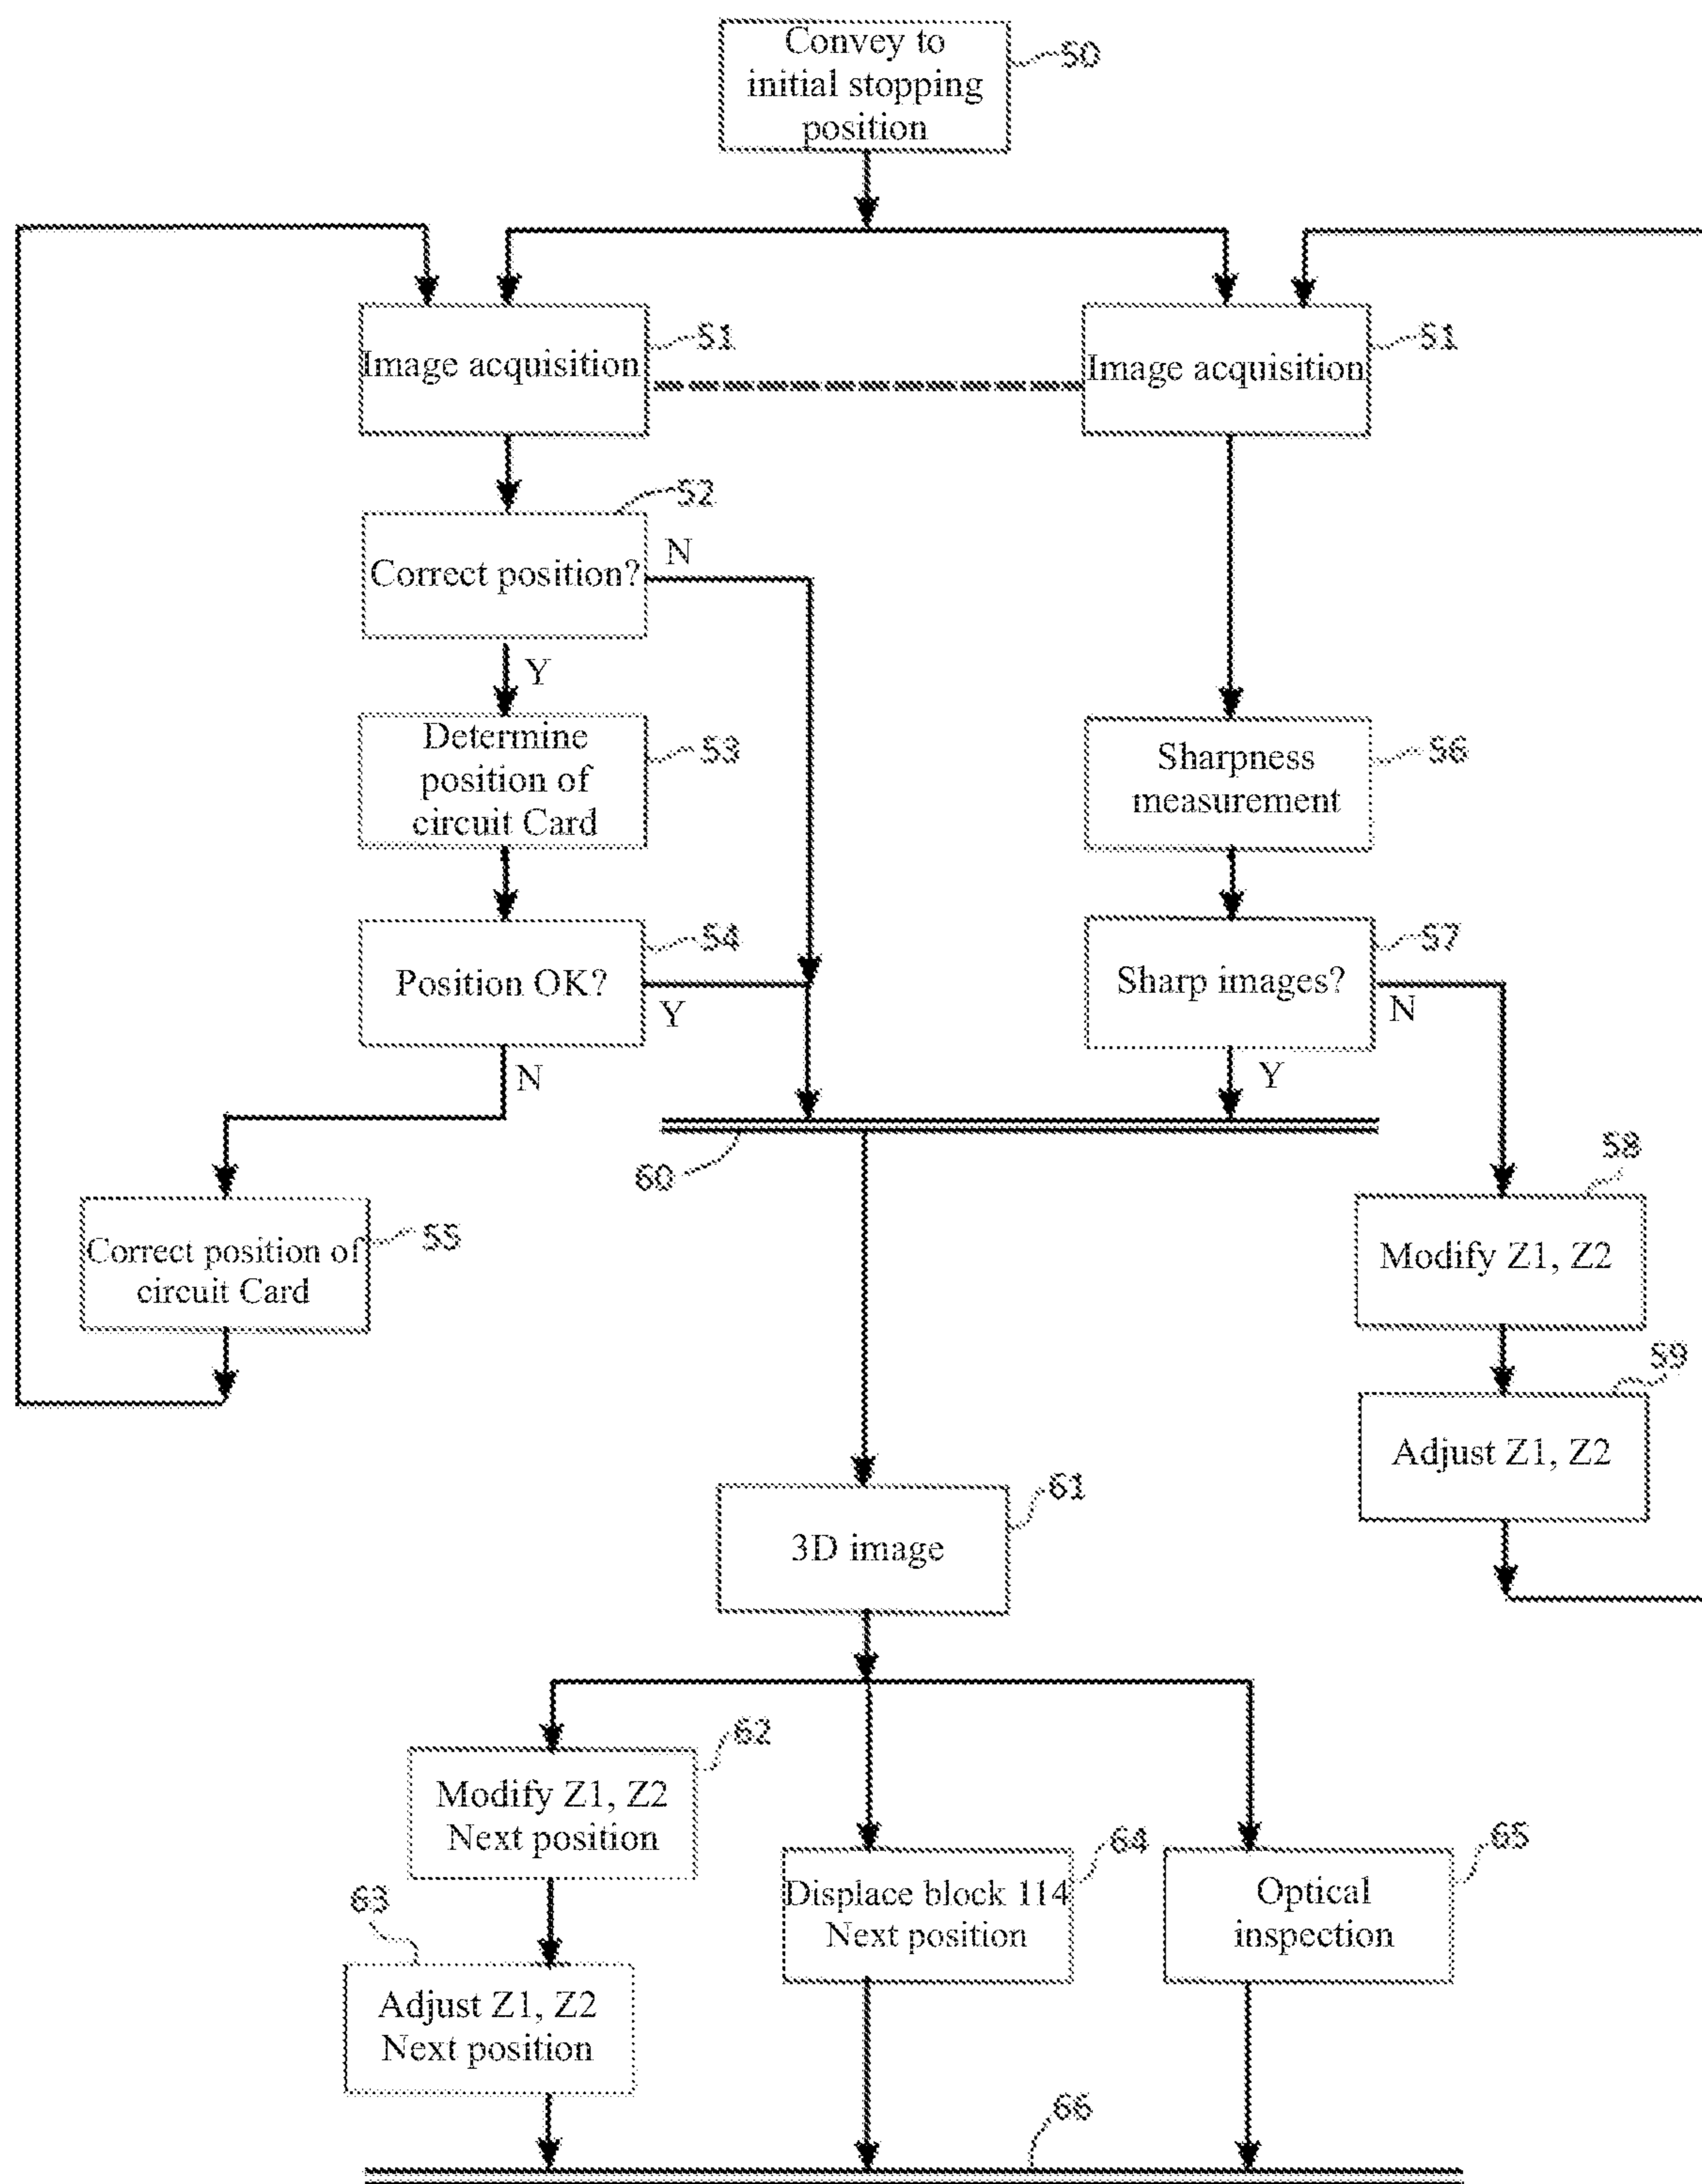 Convey to
initial stopping
position
50
Image acquisition
51
Image acquisition
51
52
Correct position?
N
Y
Determine
position of
circuit Card
53
Sharpness
measurement
56
Position OK?
54
Y
N
Sharp images?
57
N
Y
60
58
Correct position of
circuit Card
55
Modify Z1, Z2
59
Adjust Z1, Z2
3D image
61
Modify Z1, Z2
Next position
62
Displace block 114
Next position
64
Optical
inspection
65
63
Adjust Z1, Z2
Next position
66